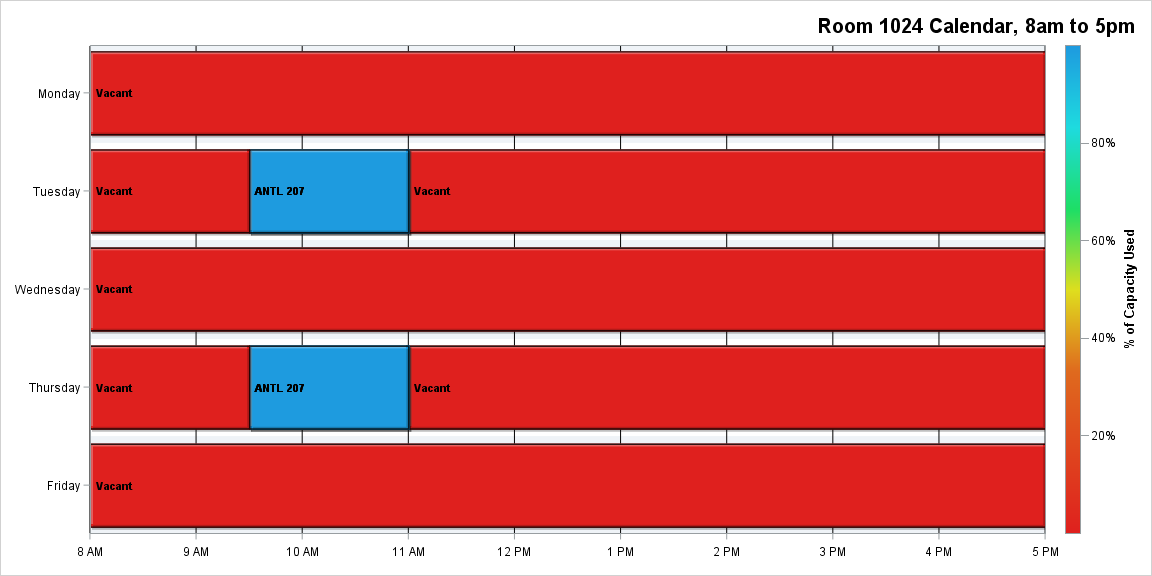 Room 1024 Calendar, 8am to 5pm
Monday
Vacant
Tuesday
Vacant
ANTL 207
Vacant
Wednesday
Vacant
Thursday
Vacant
ANTL 207
Vacant
Friday
Vacant
8 AM
9 AM
10 AM
11 AM
12 PM
1 PM
2 PM
3 PM
4 PM
5 PM
80%
60%
40%
20%
% of Capacity Used